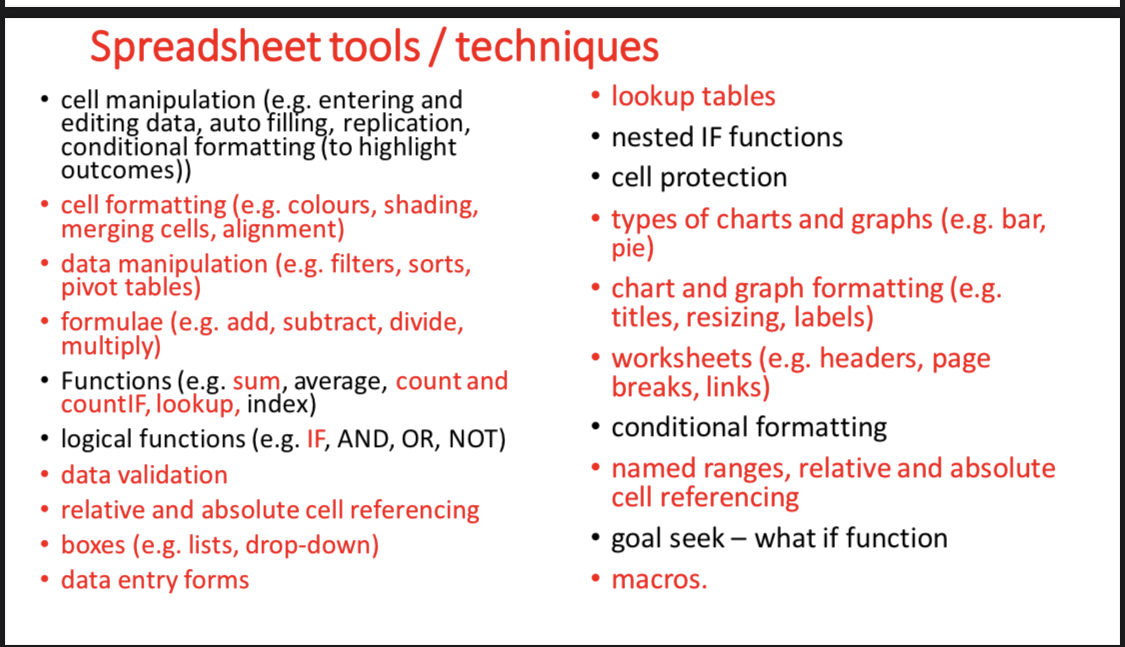 Spreadsheet tools / techniques
• cell manipulation (e.g. entering and
editing data, auto filling, replication,
conditional formatting (to highlight
outcomes))
• cell formatting (e.g. colours, shading,
merging cells, alignment)
• data manipulation (e.g. filters, sorts,
pivot tables)
• formulae (e.g. add, subtract, divide,
multiply)
• Functions (e.g. sum, average, count and
countIF, lookup, index)
• logical functions (e.g. IF, AND, OR, NOT)
• data validation
• relative and absolute cell referencing
• boxes (e.g. lists, drop-down)
• data entry forms
• lookup tables
• nested IF functions
• cell protection
• types of charts and graphs (e.g. bar,
pie)
• chart and graph formatting (e.g.
titles, resizing, labels)
• worksheets (e.g. headers, page
breaks, links)
• conditional formatting
• named ranges, relative and absolute
cell referencing
• goal seek – what if function
• macros.